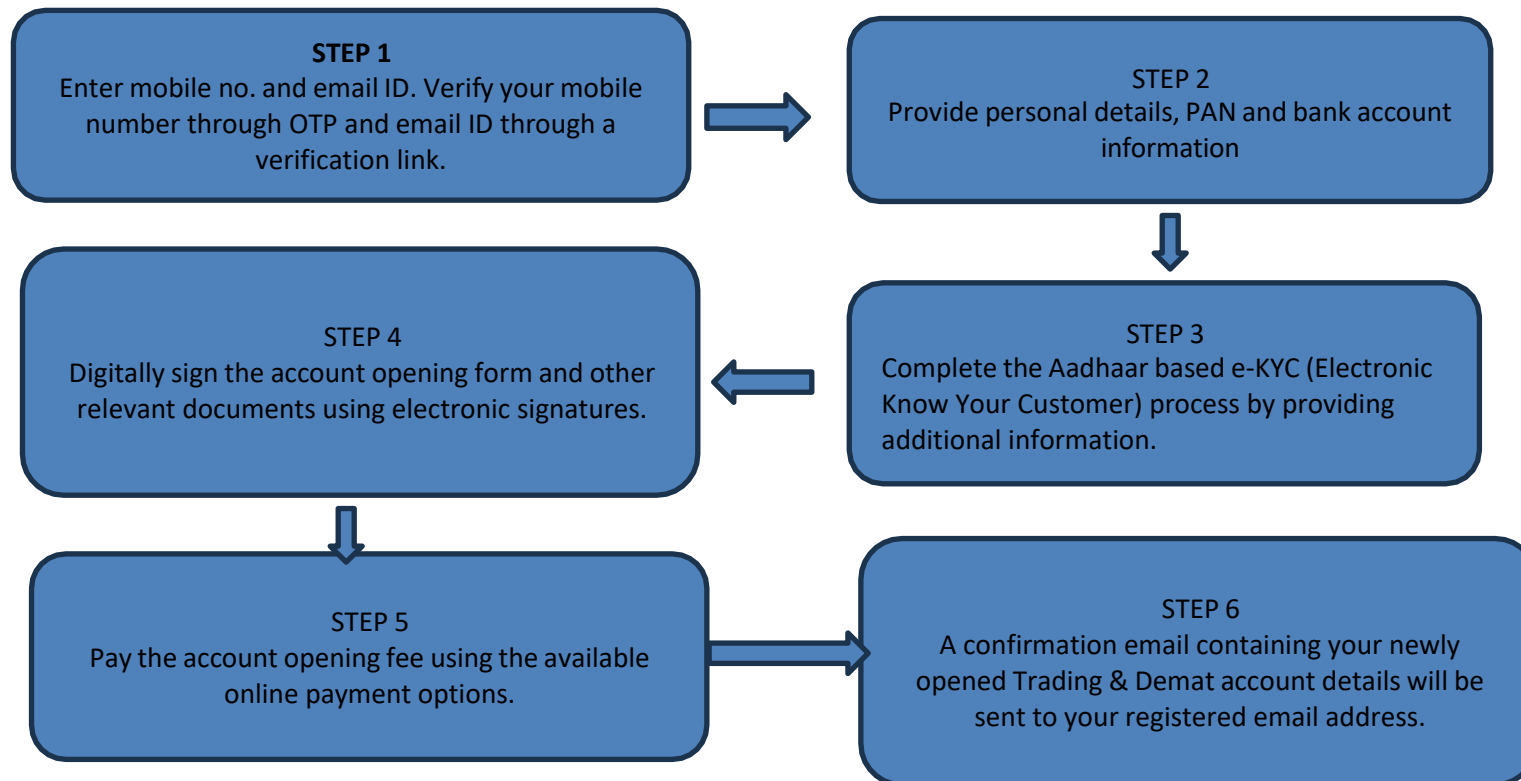 STEP 1
Enter mobile no. and email ID. Verify your mobile
number through OTP and email ID through a
verification link.
STEP 2
Provide personal details, PAN and bank account
information
STEP 3
Complete the Aadhaar based e-KYC (Electronic
Know Your Customer) process by providing
additional information.
STEP 4
Digitally sign the account opening form and other
relevant documents using electronic signatures.
STEP 5
Pay the account opening fee using the available
online payment options.
STEP 6
A confirmation email containing your newly
opened Trading & Demat account details will be
sent to your registered email address.